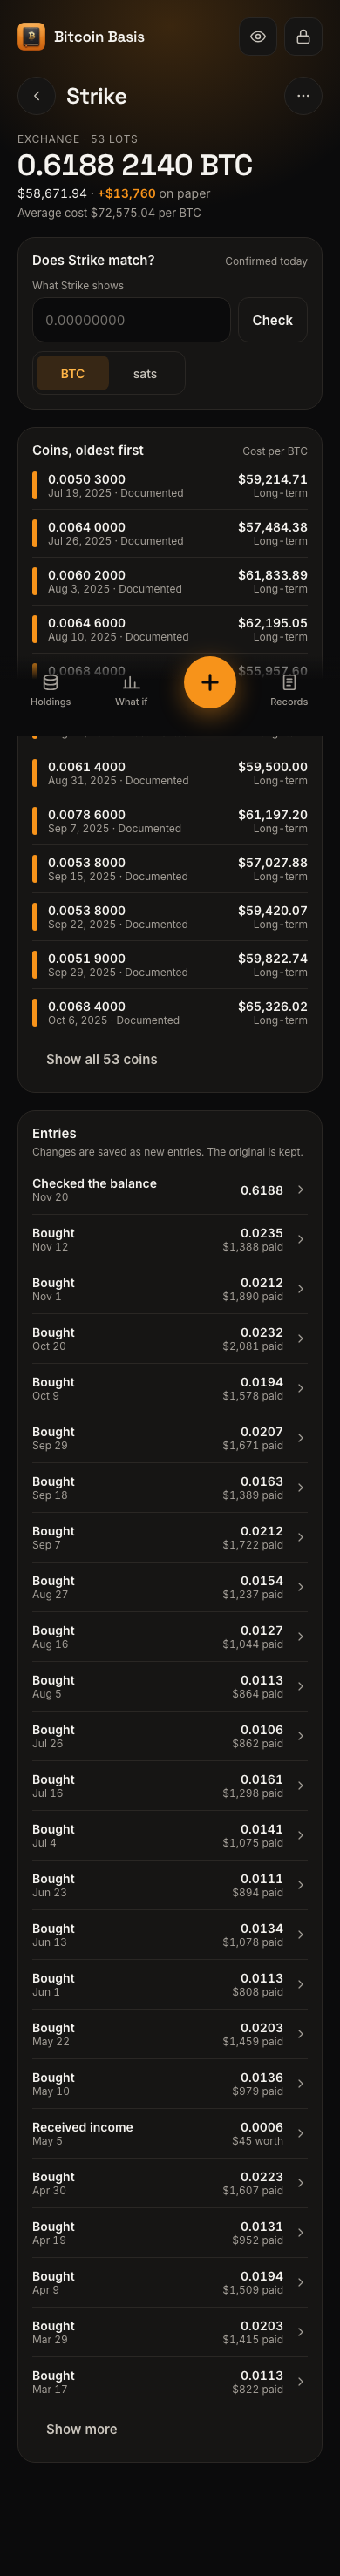 Bitcoin Basis
Strike
EXCHANGE · 53 LOTS
0.6188 2140 BTC
$58,671.94 · +$13,760 on paper
Average cost $72,575.04 per BTC
Does Strike match?
Confirmed today
What Strike shows
0.00000000
Check
BTC
sats
Coins, oldest first
Cost per BTC
0.0050 3000
$59,214.71
Jul 19, 2025 · Documented
Long-term
0.0064 0000
$57,484.38
Jul 26, 2025 · Documented
Long-term
0.0060 2000
$61,833.89
Aug 3, 2025 · Documented
Long-term
0.0064 6000
$62,195.05
Aug 10, 2025 · Documented
Long-term
0.0068 4000
$55,957.60
Holdings
What if
Records
0.0061 4000
$59,500.00
Aug 31, 2025 · Documented
Long-term
0.0078 6000
$61,197.20
Sep 7, 2025 · Documented
Long-term
0.0053 8000
$57,027.88
Sep 15, 2025 · Documented
Long-term
0.0053 8000
$59,420.07
Sep 22, 2025 · Documented
Long-term
0.0051 9000
$59,822.74
Sep 29, 2025 · Documented
Long-term
0.0068 4000
$65,326.02
Oct 6, 2025 · Documented
Long-term
Show all 53 coins
Entries
Changes are saved as new entries. The original is kept.
Checked the balance
0.6188
Nov 20
Bought
0.0235
Nov 12
$1,388 paid
Bought
0.0212
Nov 1
$1,890 paid
Bought
0.0232
Oct 20
$2,081 paid
Bought
0.0194
Oct 9
$1,578 paid
Bought
0.0207
Sep 29
$1,671 paid
Bought
0.0163
Sep 18
$1,389 paid
Bought
0.0212
Sep 7
$1,722 paid
Bought
0.0154
Aug 27
$1,237 paid
Bought
0.0127
Aug 16
$1,044 paid
Bought
0.0113
Aug 5
$864 paid
Bought
0.0106
Jul 26
$862 paid
Bought
0.0161
Jul 16
$1,298 paid
Bought
0.0141
Jul 4
$1,075 paid
Bought
0.0111
Jun 23
$894 paid
Bought
0.0134
Jun 13
$1,078 paid
Bought
0.0113
Jun 1
$808 paid
Bought
0.0203
May 22
$1,459 paid
Bought
0.0136
May 10
$979 paid
Received income
0.0006
May 5
$45 worth
Bought
0.0223
Apr 30
$1,607 paid
Bought
0.0131
Apr 19
$952 paid
Bought
0.0194
Apr 9
$1,509 paid
Bought
0.0203
Mar 29
$1,415 paid
Bought
0.0113
Mar 17
$822 paid
Show more